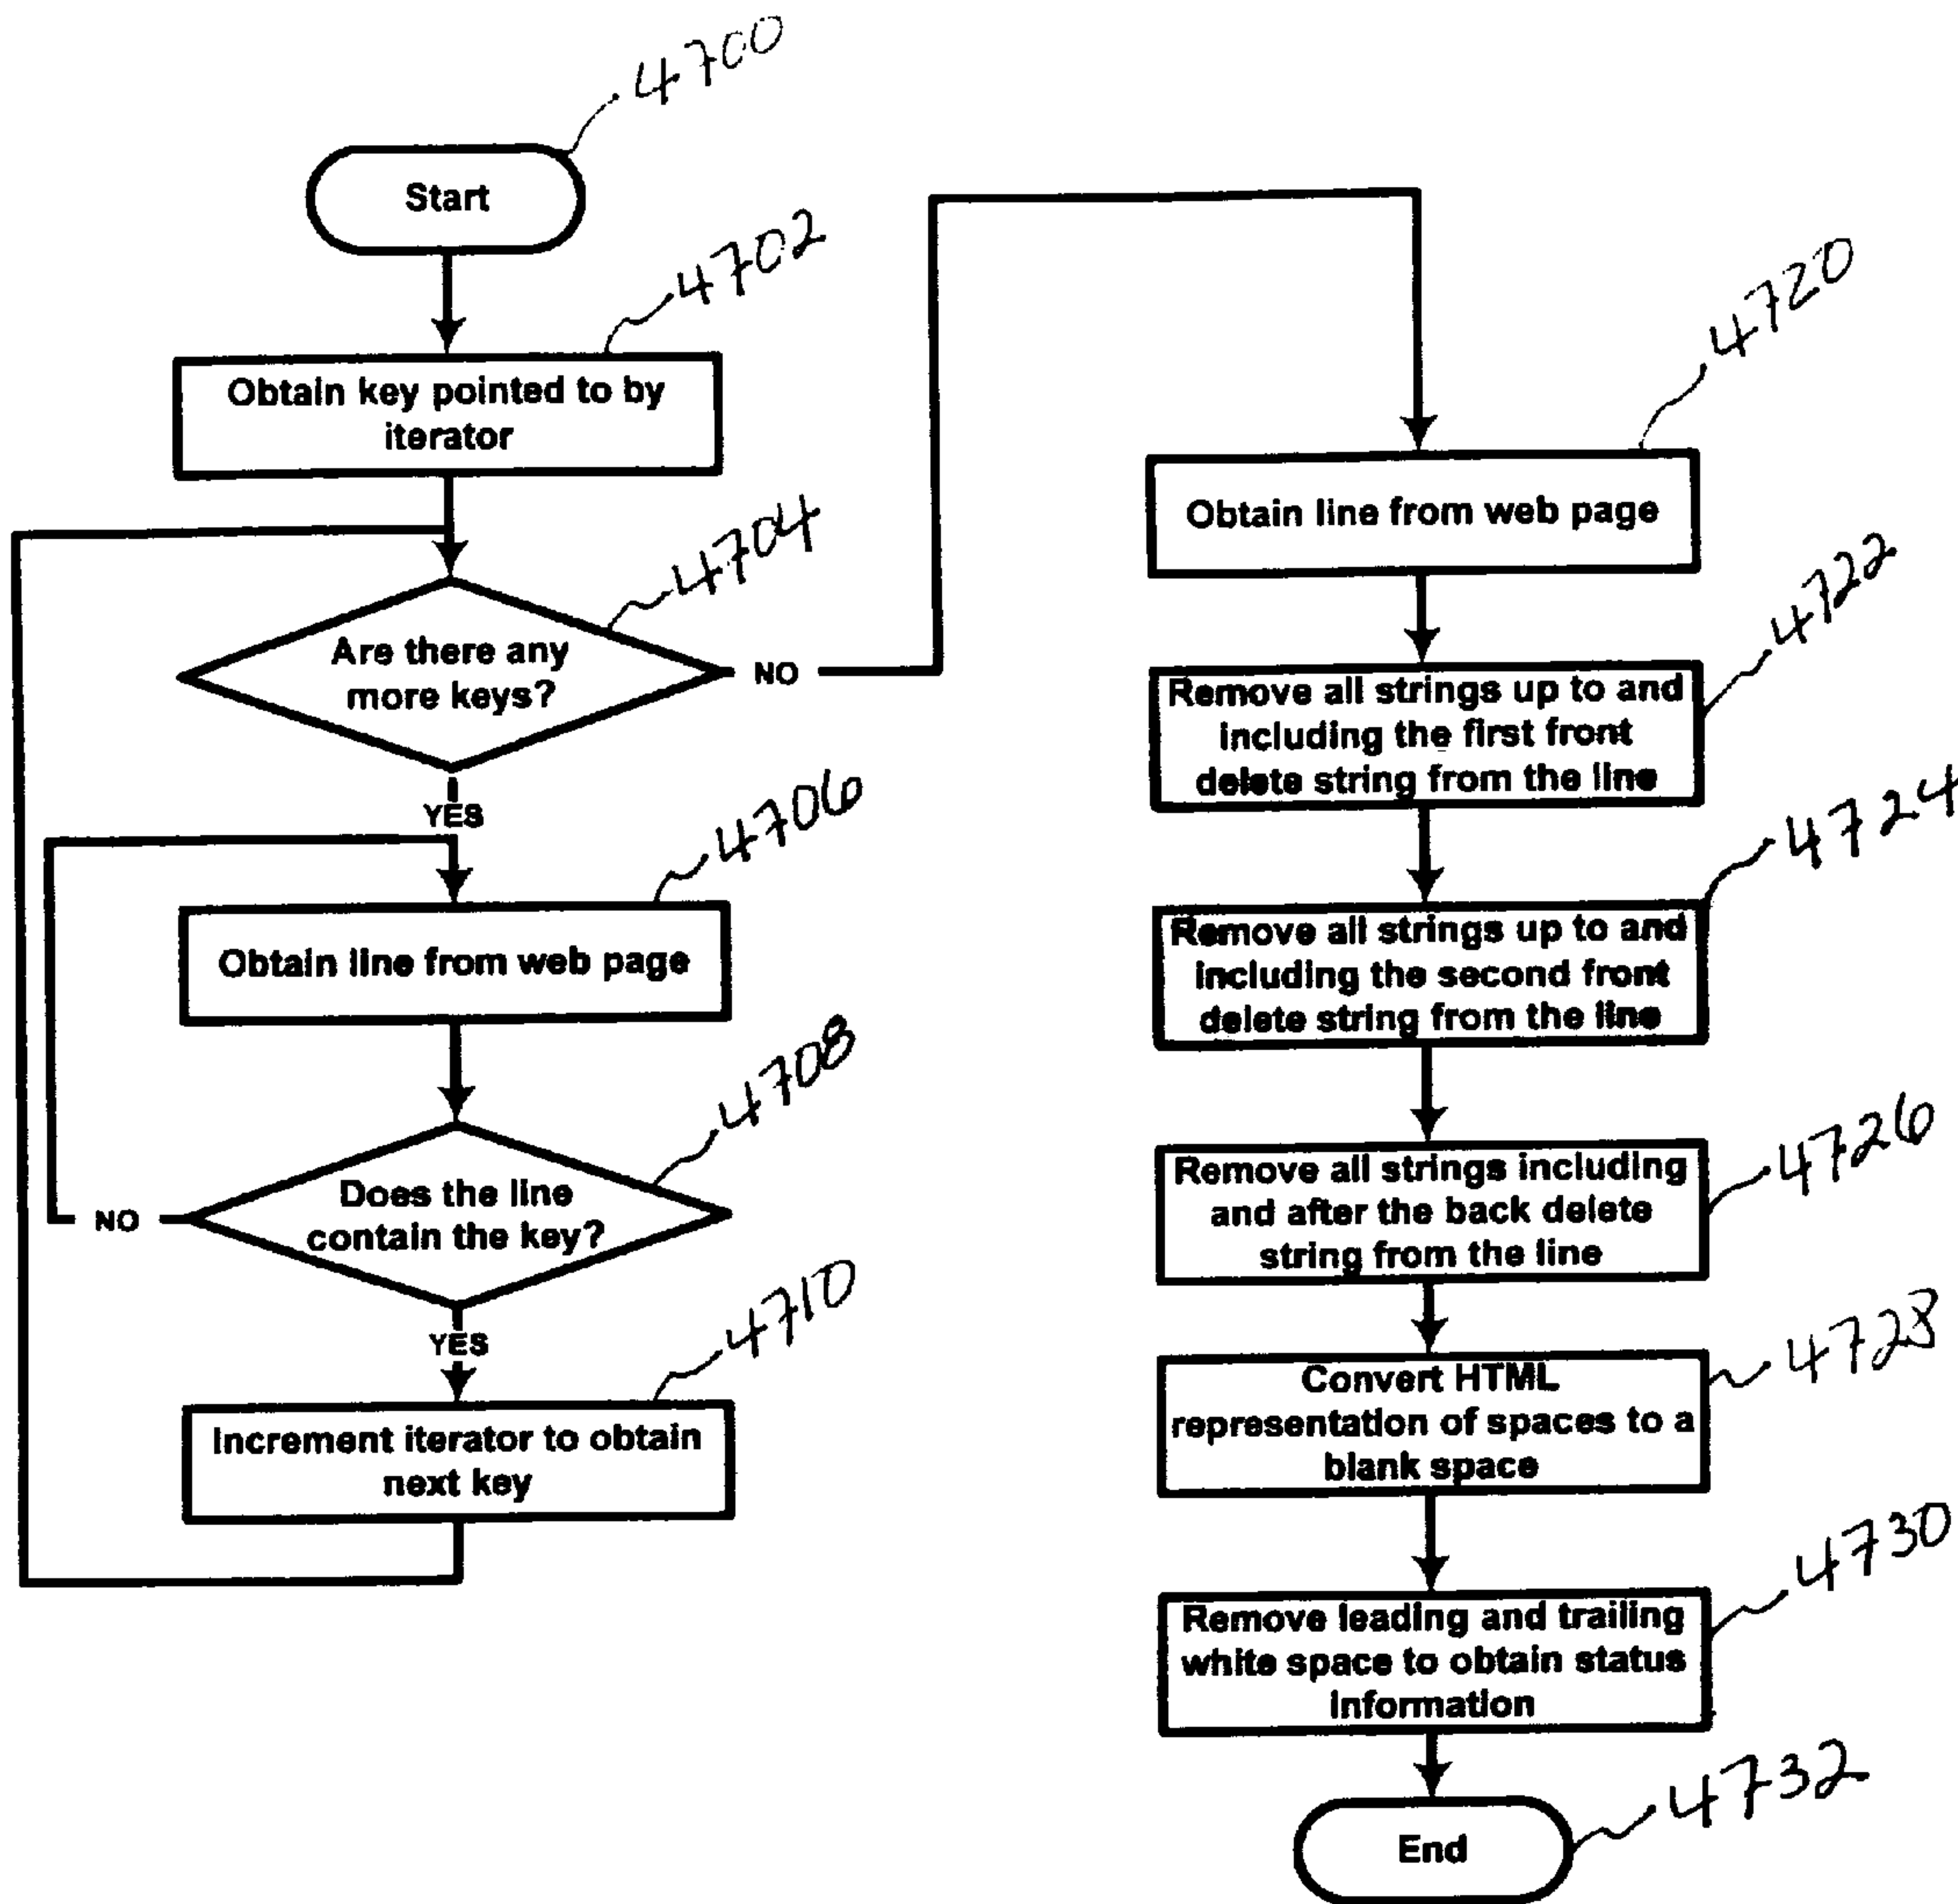 4700
Start
4702
Obtain key pointed to by
iterator
4704
Are there any
more keys?
NO
YES
4706
Obtain line from web page
4708
Does the line
contain the key?
NO
YES
4710
Increment iterator to obtain
next key
4720
Obtain line from web page
4722
Remove all strings up to and
including the first front
delete string from the line
4724
Remove all strings up to and
including the second front
delete string from the line
4726
Remove all strings including
and after the back delete
string from the line
4728
Convert HTML
representation of spaces to a
blank space
4730
Remove leading and trailing
white space to obtain status
information
4732
End